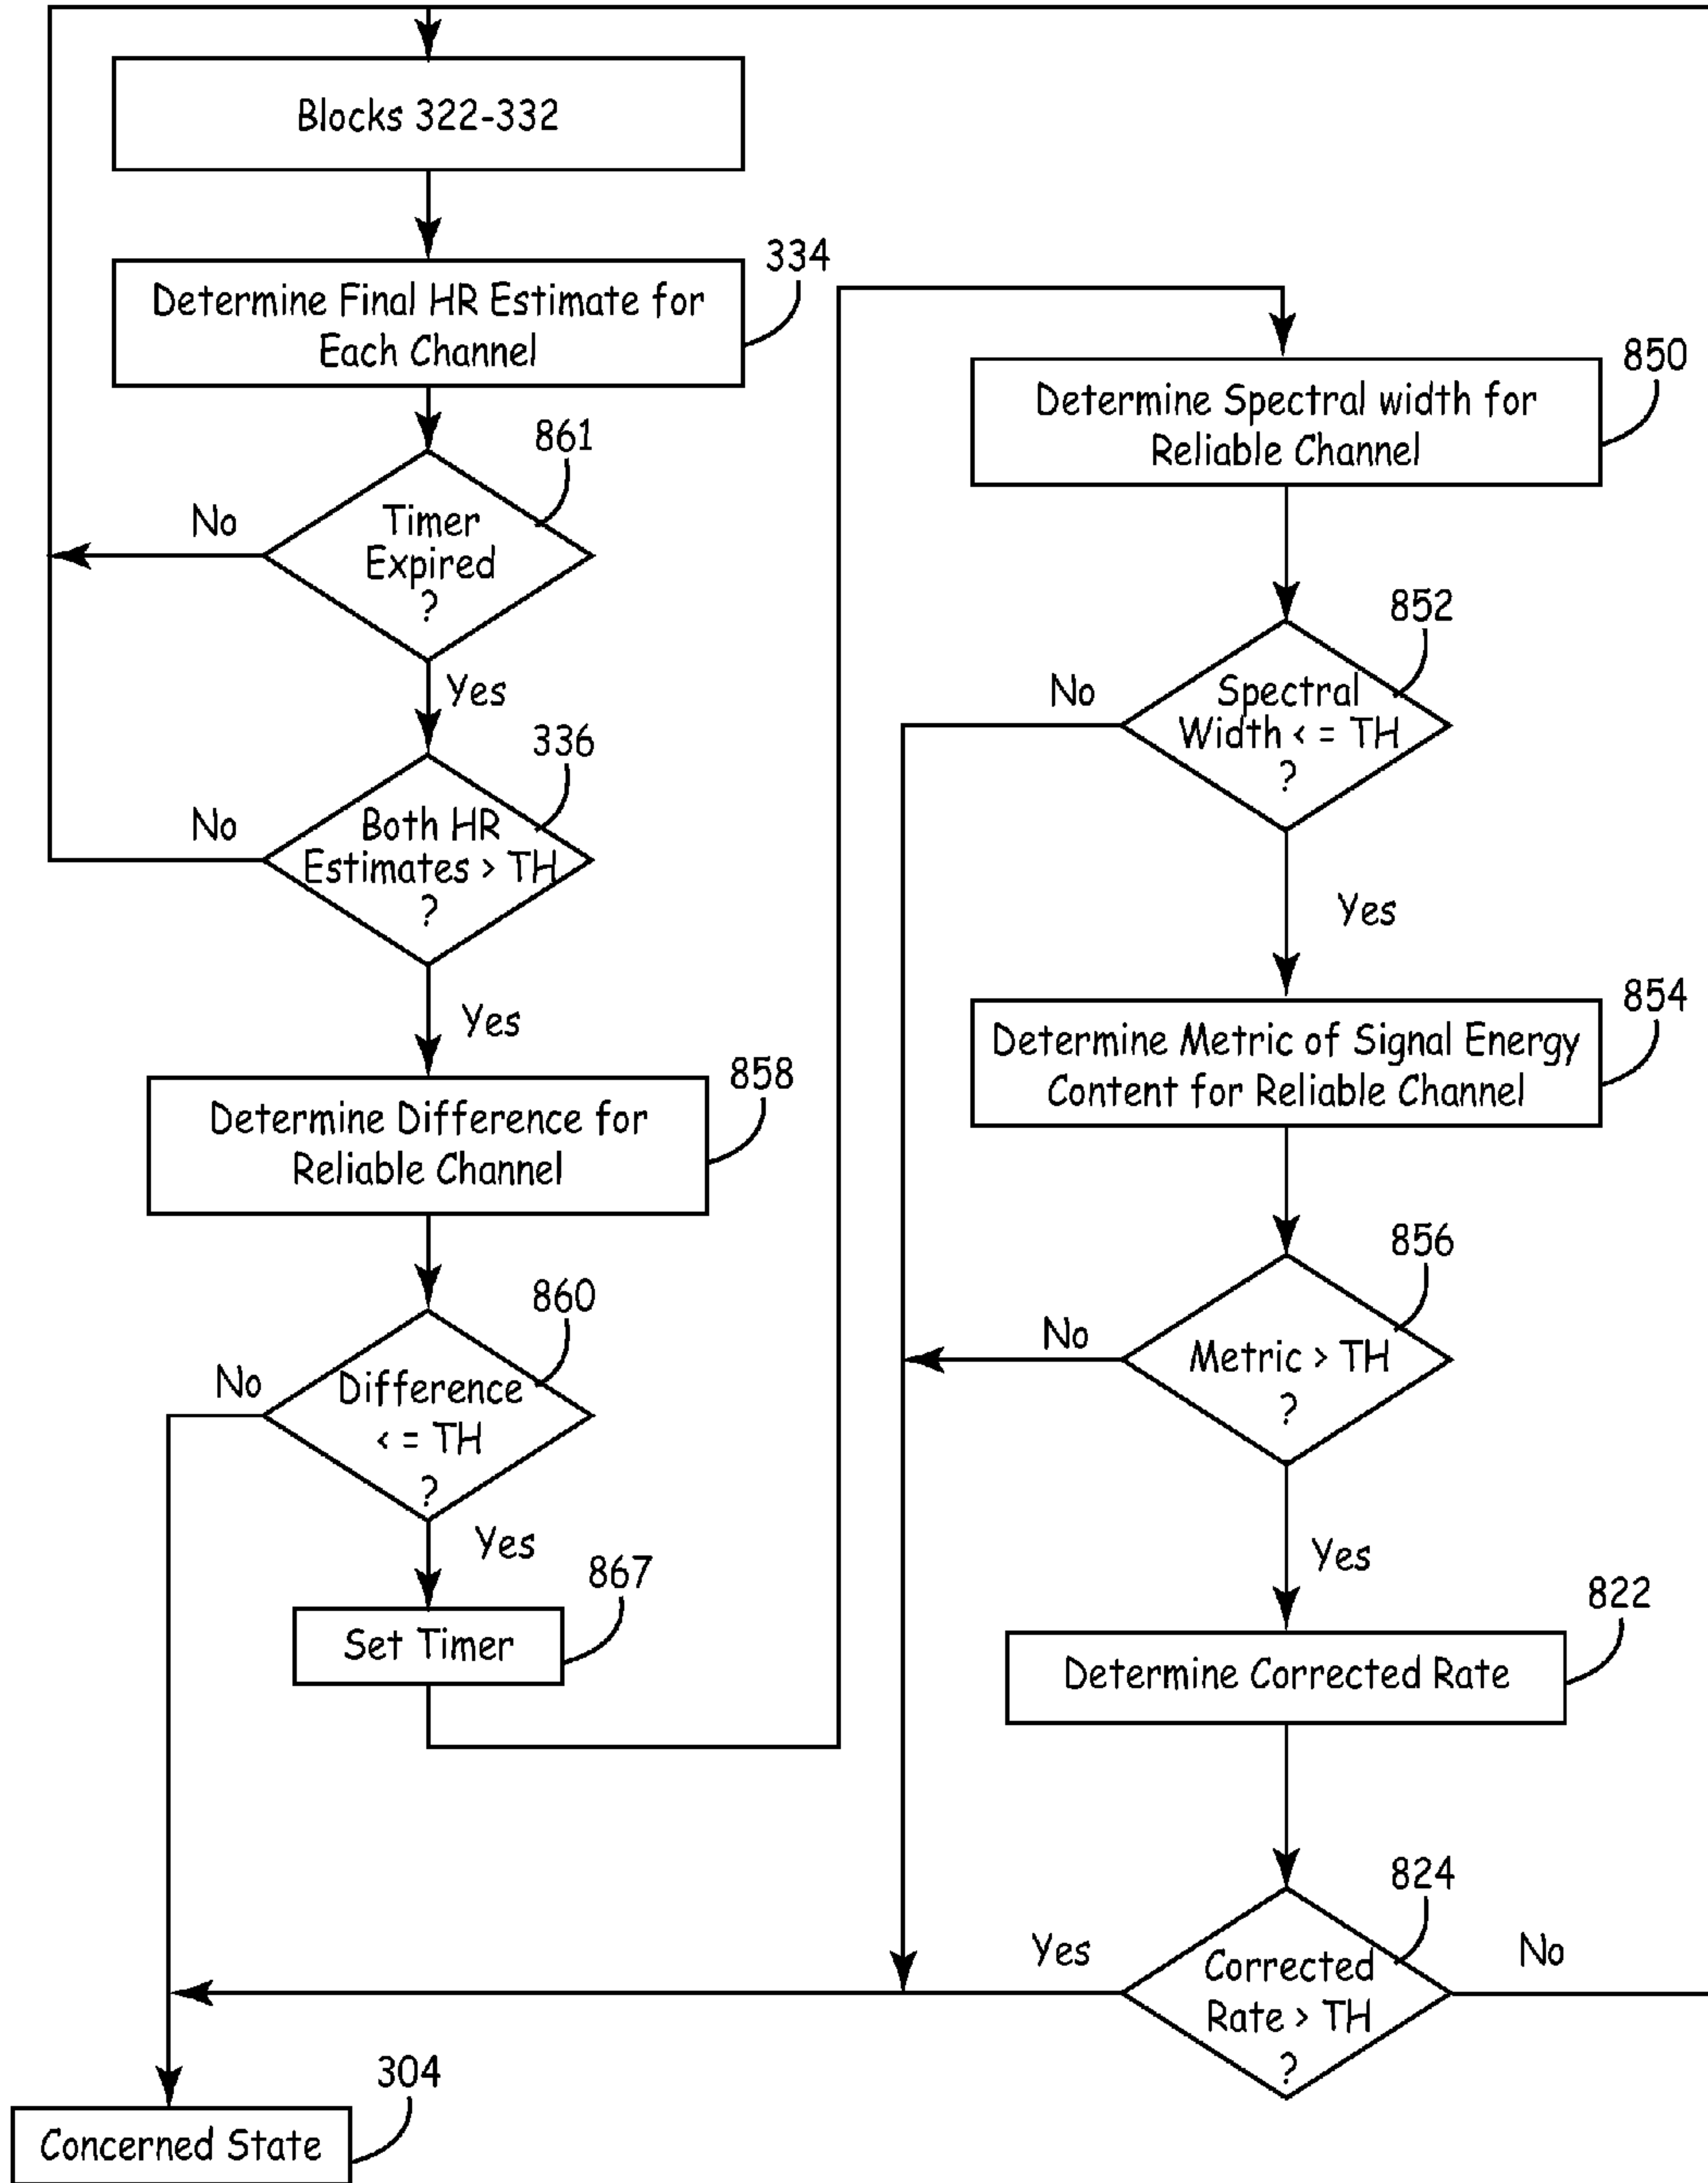 Blocks 322-332
334
Determine Final HR Estimate for
Each Channel
861
No
Timer
Expired
?
Yes
336
No
Both HR
Estimates > TH
?
Yes
858
Determine Difference for
Reliable Channel
860
No
Difference
< = TH
?
Yes
867
Set Timer
304
Concerned State
850
Determine Spectral width for
Reliable Channel
852
No
Spectral
Width < = TH
?
Yes
854
Determine Metric of Signal Energy
Content for Reliable Channel
856
No
Metric > TH
?
Yes
822
Determine Corrected Rate
824
Yes
No
Corrected
Rate > TH
?